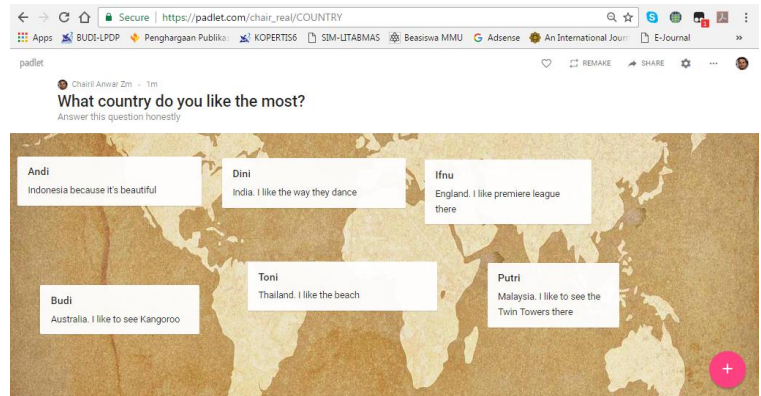 Secure | https://padlet.com/chair_real/COUNTRY
Apps BUDI-LPDP Penghargaan Publika KOPERTIS6 SIM-LITABMAS Beasiswa MMU Adsense An International Journ E-Journal »
padlet REMAKE SHARE
Chairil Anwar Zm - 1m
What country do you like the most?
Answer this question honestly
Andi
Indonesia because it's beautiful
Dini
India. I like the way they dance
Ifnu
England. I like premiere league
there
Budi
Australia. I like to see Kangoroo
Toni
Thailand. I like the beach
Putri
Malaysia. I like to see the
Twin Towers there